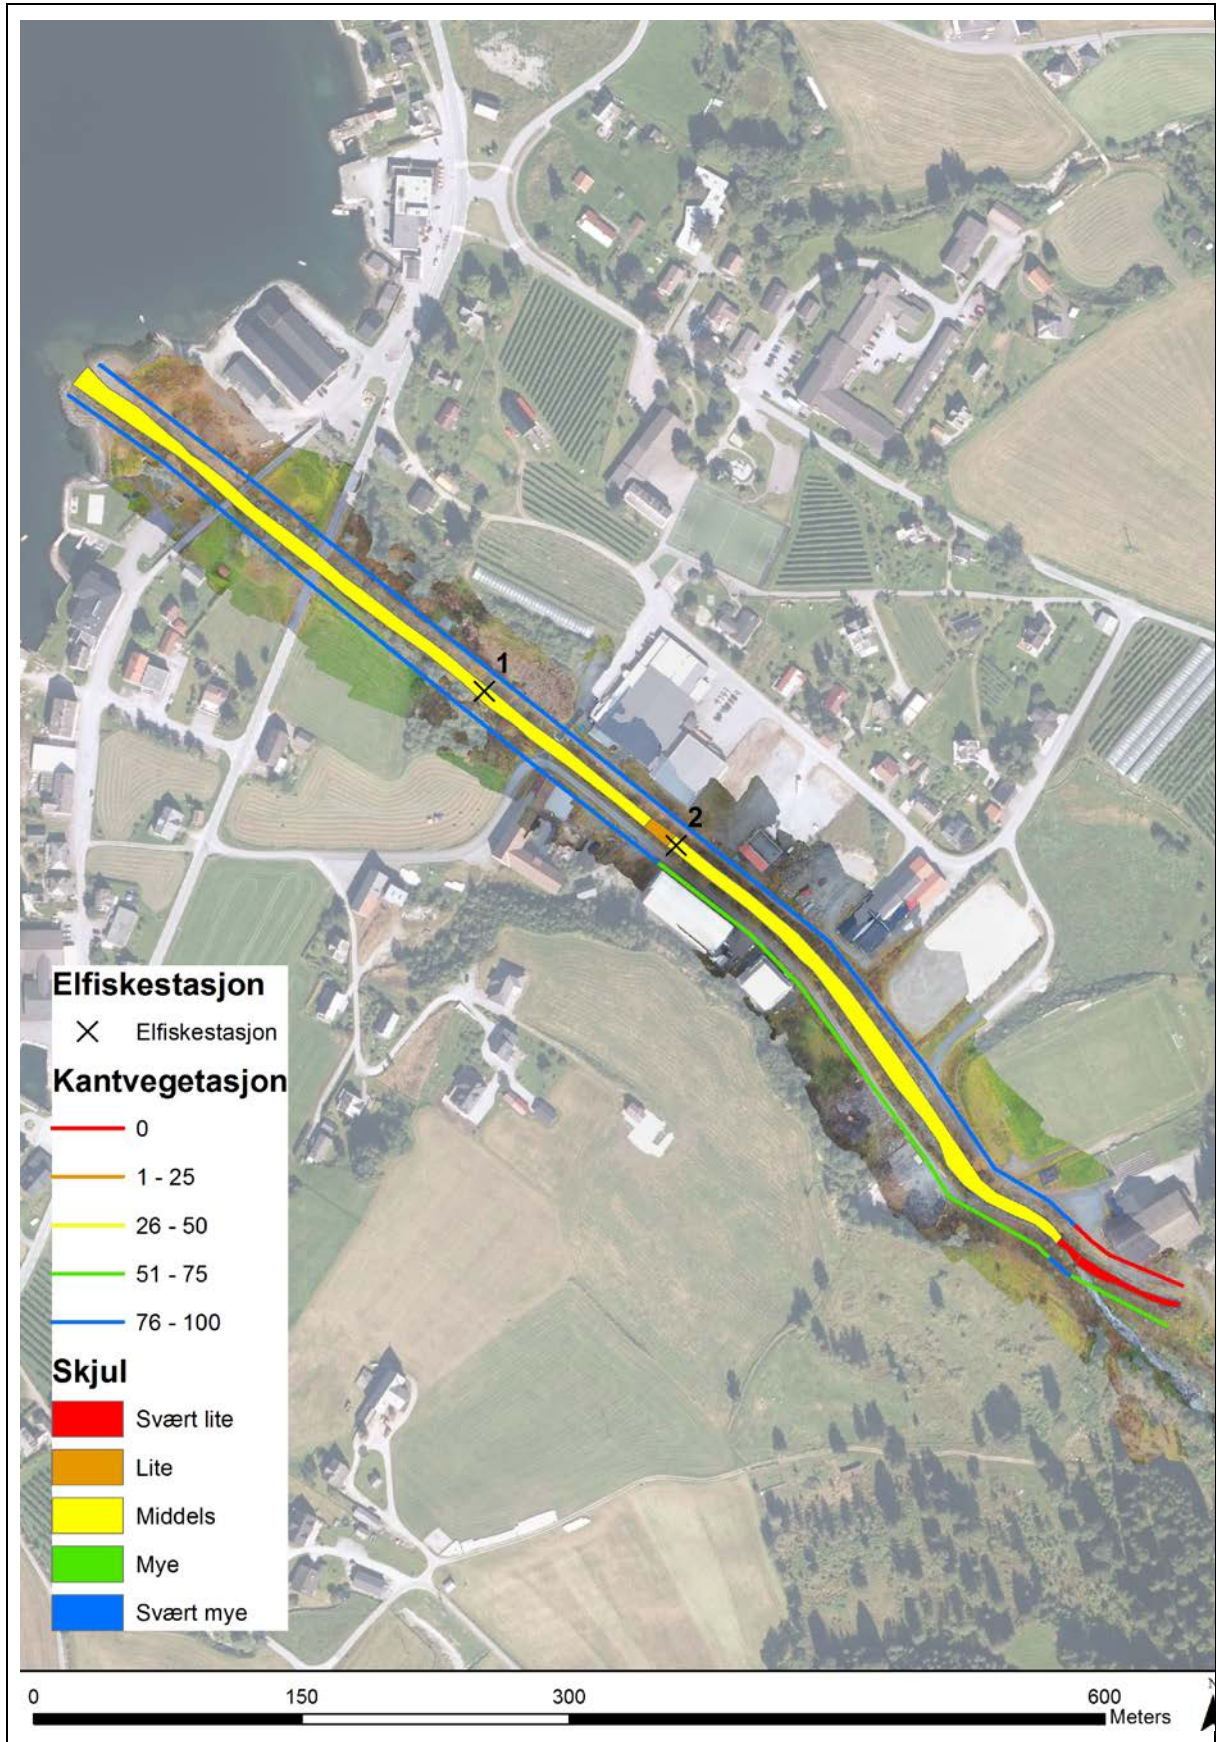 1
2
Elfiskestasjon
Elfiskestasjon
Kantvegetasjon
0
1 - 25
26 - 50
51 - 75
76 - 100
Skjul
Svært lite
Lite
Middels
Mye
Svært mye
0 150 300 600
Meters
N